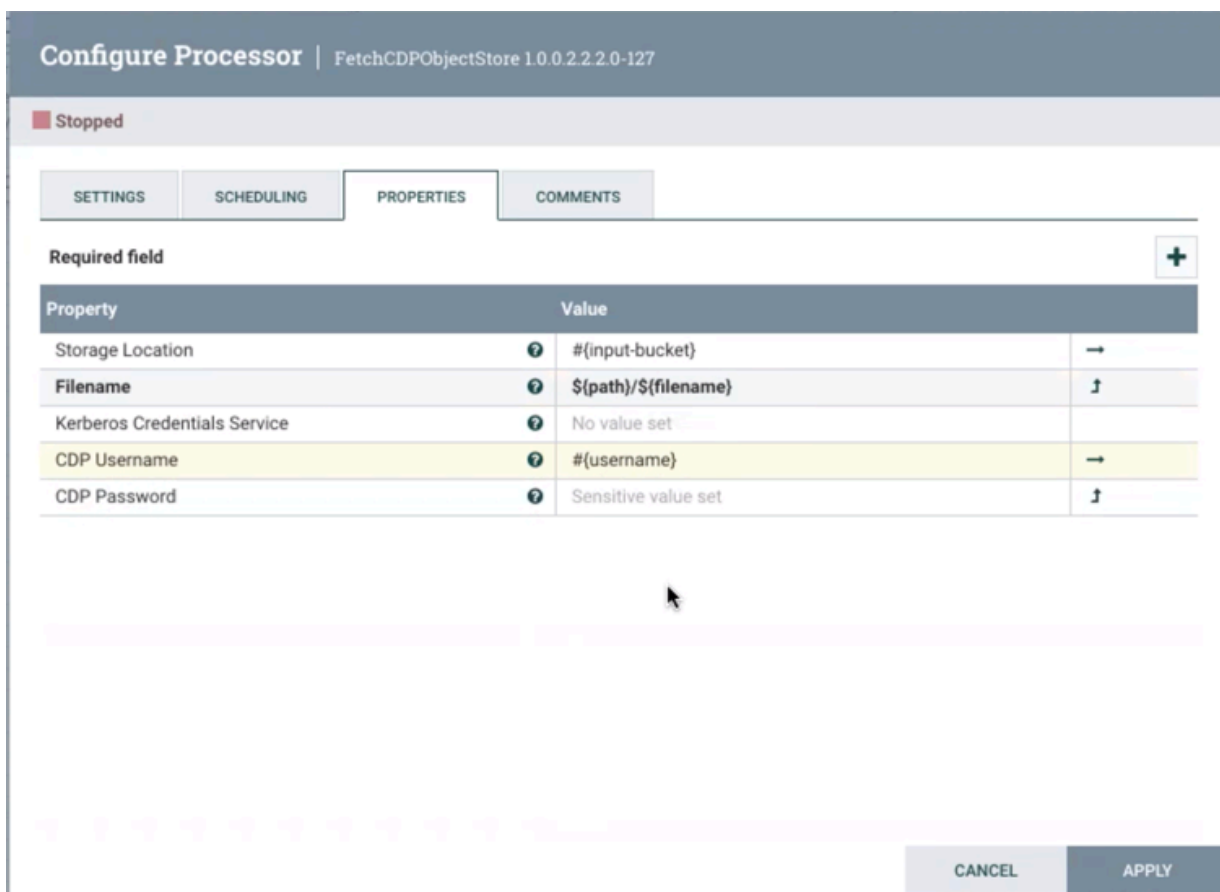 Configure Processor | FetchCDPObjectStore 1.0.0.2.2.2.0-127
Stopped
SETTINGS SCHEDULING PROPERTIES COMMENTS
Required field
Property Value
Storage Location #{input-bucket}
Filename ${path}/${filename}
Kerberos Credentials Service No value set
CDP Username #{username}
CDP Password Sensitive value set
CANCEL APPLY